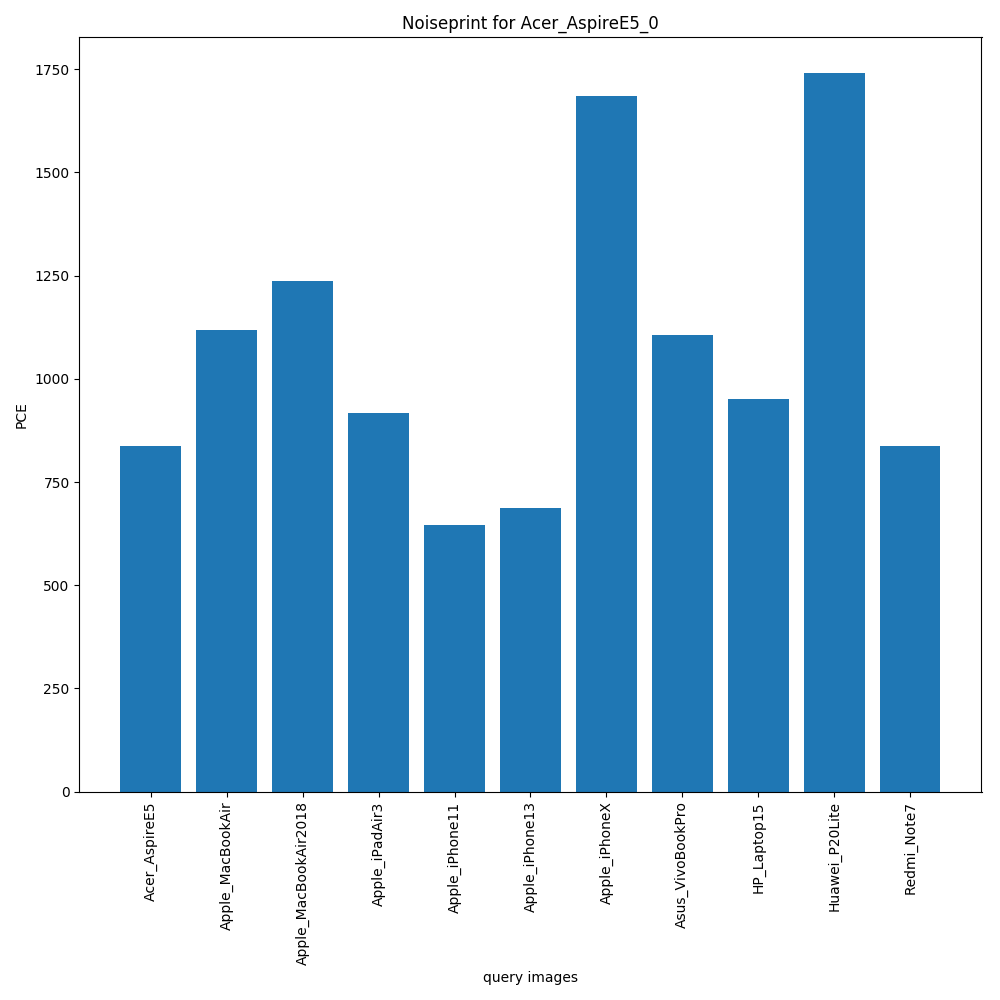 Noiseprint for Acer_AspireE5_0
PCE
1750
1500
1250
1000
750
500
250
0
Acer_AspireE5
Apple_MacBookAir
Apple_MacBookAir2018
Apple_iPadAir3
Apple_iPhone11
Apple_iPhone13
Apple_iPhoneX
Asus_VivoBookPro
HP_Laptop15
Huawei_P20Lite
Redmi_Note7
query images